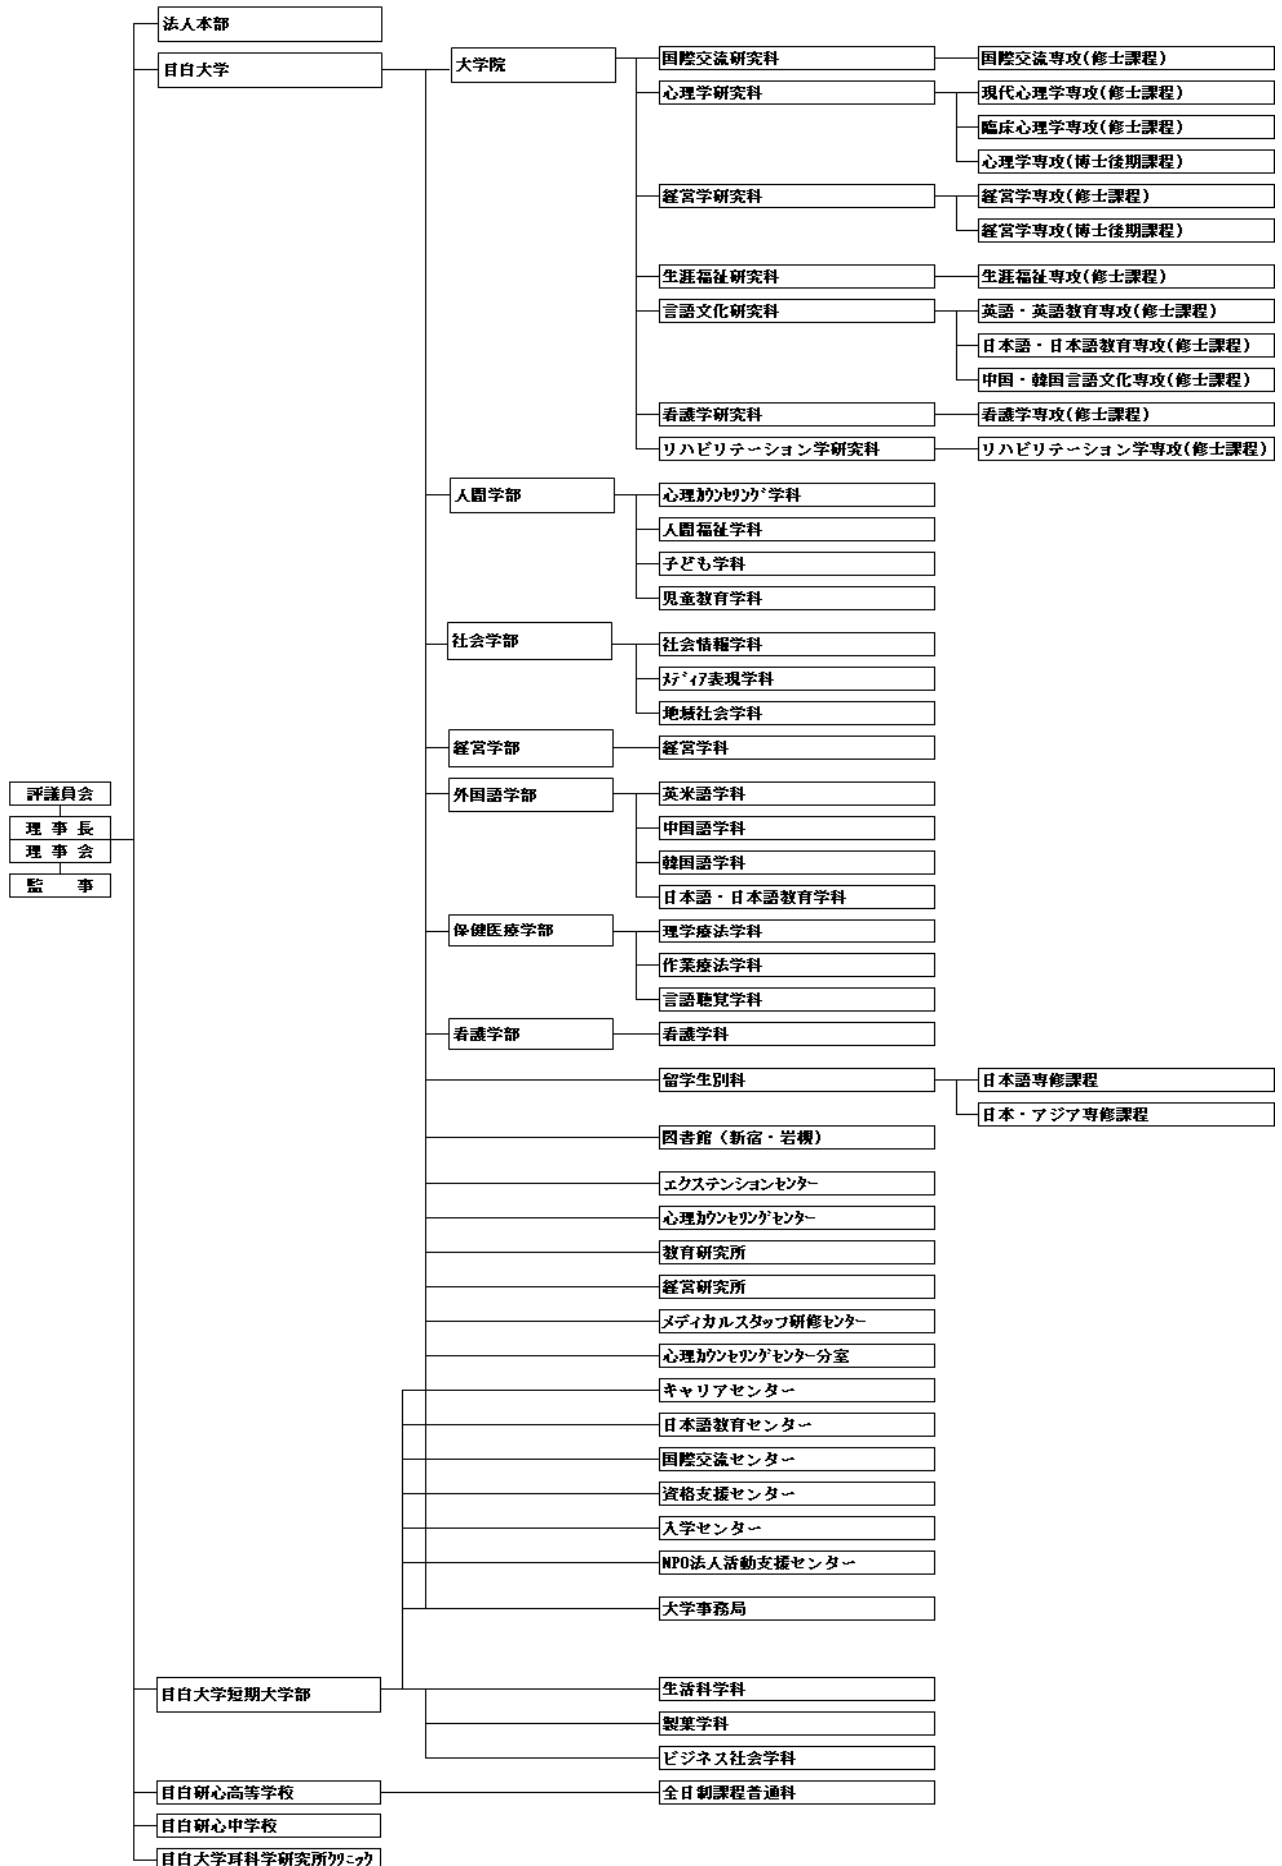 法人本部
目白大学
大学院
国際交流研究科
国際交流専攻(修士課程)
心理学研究科
現代心理学専攻(修士課程)
臨床心理学専攻(修士課程)
心理学専攻(博士後期課程)
経営学研究科
経営学専攻(修士課程)
経営学専攻(博士後期課程)
生涯福祉研究科
生涯福祉専攻(修士課程)
言語文化研究科
英語・英語教育専攻(修士課程)
日本語・日本語教育専攻(修士課程)
中国・韓国言語文化専攻(修士課程)
看護学研究科
看護学専攻(修士課程)
リハビリテーション学研究科
リハビリテーション学専攻(修士課程)
人間学部
心理ｶｳﾝｾﾘﾝｸﾞ学科
人間福祉学科
子ども学科
児童教育学科
社会学部
社会情報学科
ﾒﾃﾞｨｱ表現学科
地域社会学科
経営学部
経営学科
外国語学部
英米語学科
中国語学科
韓国語学科
日本語・日本語教育学科
評議員会
理 事 長
理 事 会
監　　事
保健医療学部
理学療法学科
作業療法学科
言語聴覚学科
看護学部
看護学科
留学生別科
日本語専修課程
日本・アジア専修課程
図書館（新宿・岩槻）
エクステンションｾﾝﾀｰ
心理ｶｳﾝｾﾘﾝｸﾞｾﾝﾀｰ
教育研究所
経営研究所
メディカルスタッフ研修ｾﾝﾀｰ
心理ｶｳﾝｾﾘﾝｸﾞｾﾝﾀｰ分室
キャリアセンター
日本語教育センター
国際交流センター
資格支援センター
入学センター
NPO法人活動支援センター
大学事務局
目白大学短期大学部
生活科学科
製菓学科
ビジネス社会学科
目白研心高等学校
全日制課程普通科
目白研心中学校
目白大学耳科学研究所ｸﾘﾆｯｸ